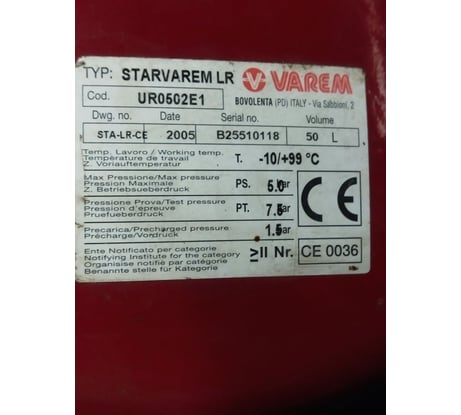 TYP: STARVAREM LR VAREM
Cod. UR0502E1 BOVOLENTA (PD) ITALY - Via Sabbioni, 2
Dwg. no. Date Serial no. Volume
STA-LR-CE 2005 B25510118 50 L
Temp. Lavoro / Working temp.
Température de travail T. -10/+99 °C
Z. Vorlauftemperatur
Max Pressione/Max pressure
Pression Maximale PS. 5.0 bar
Z. Betriebsueberdruck
Pressione Prova/Test pressure
Pression d'épreuve PT. 7.5 bar
Pruefueberdruck
Precarica/Precharged pressure 1.5 bar
Précharge/Vordruck
CE
Ente Notificato per categorie
Notifying Institute for the category ≥II Nr. CE 0036
Organisme notifié par catégorie
Benannte stelle fur Kategorie